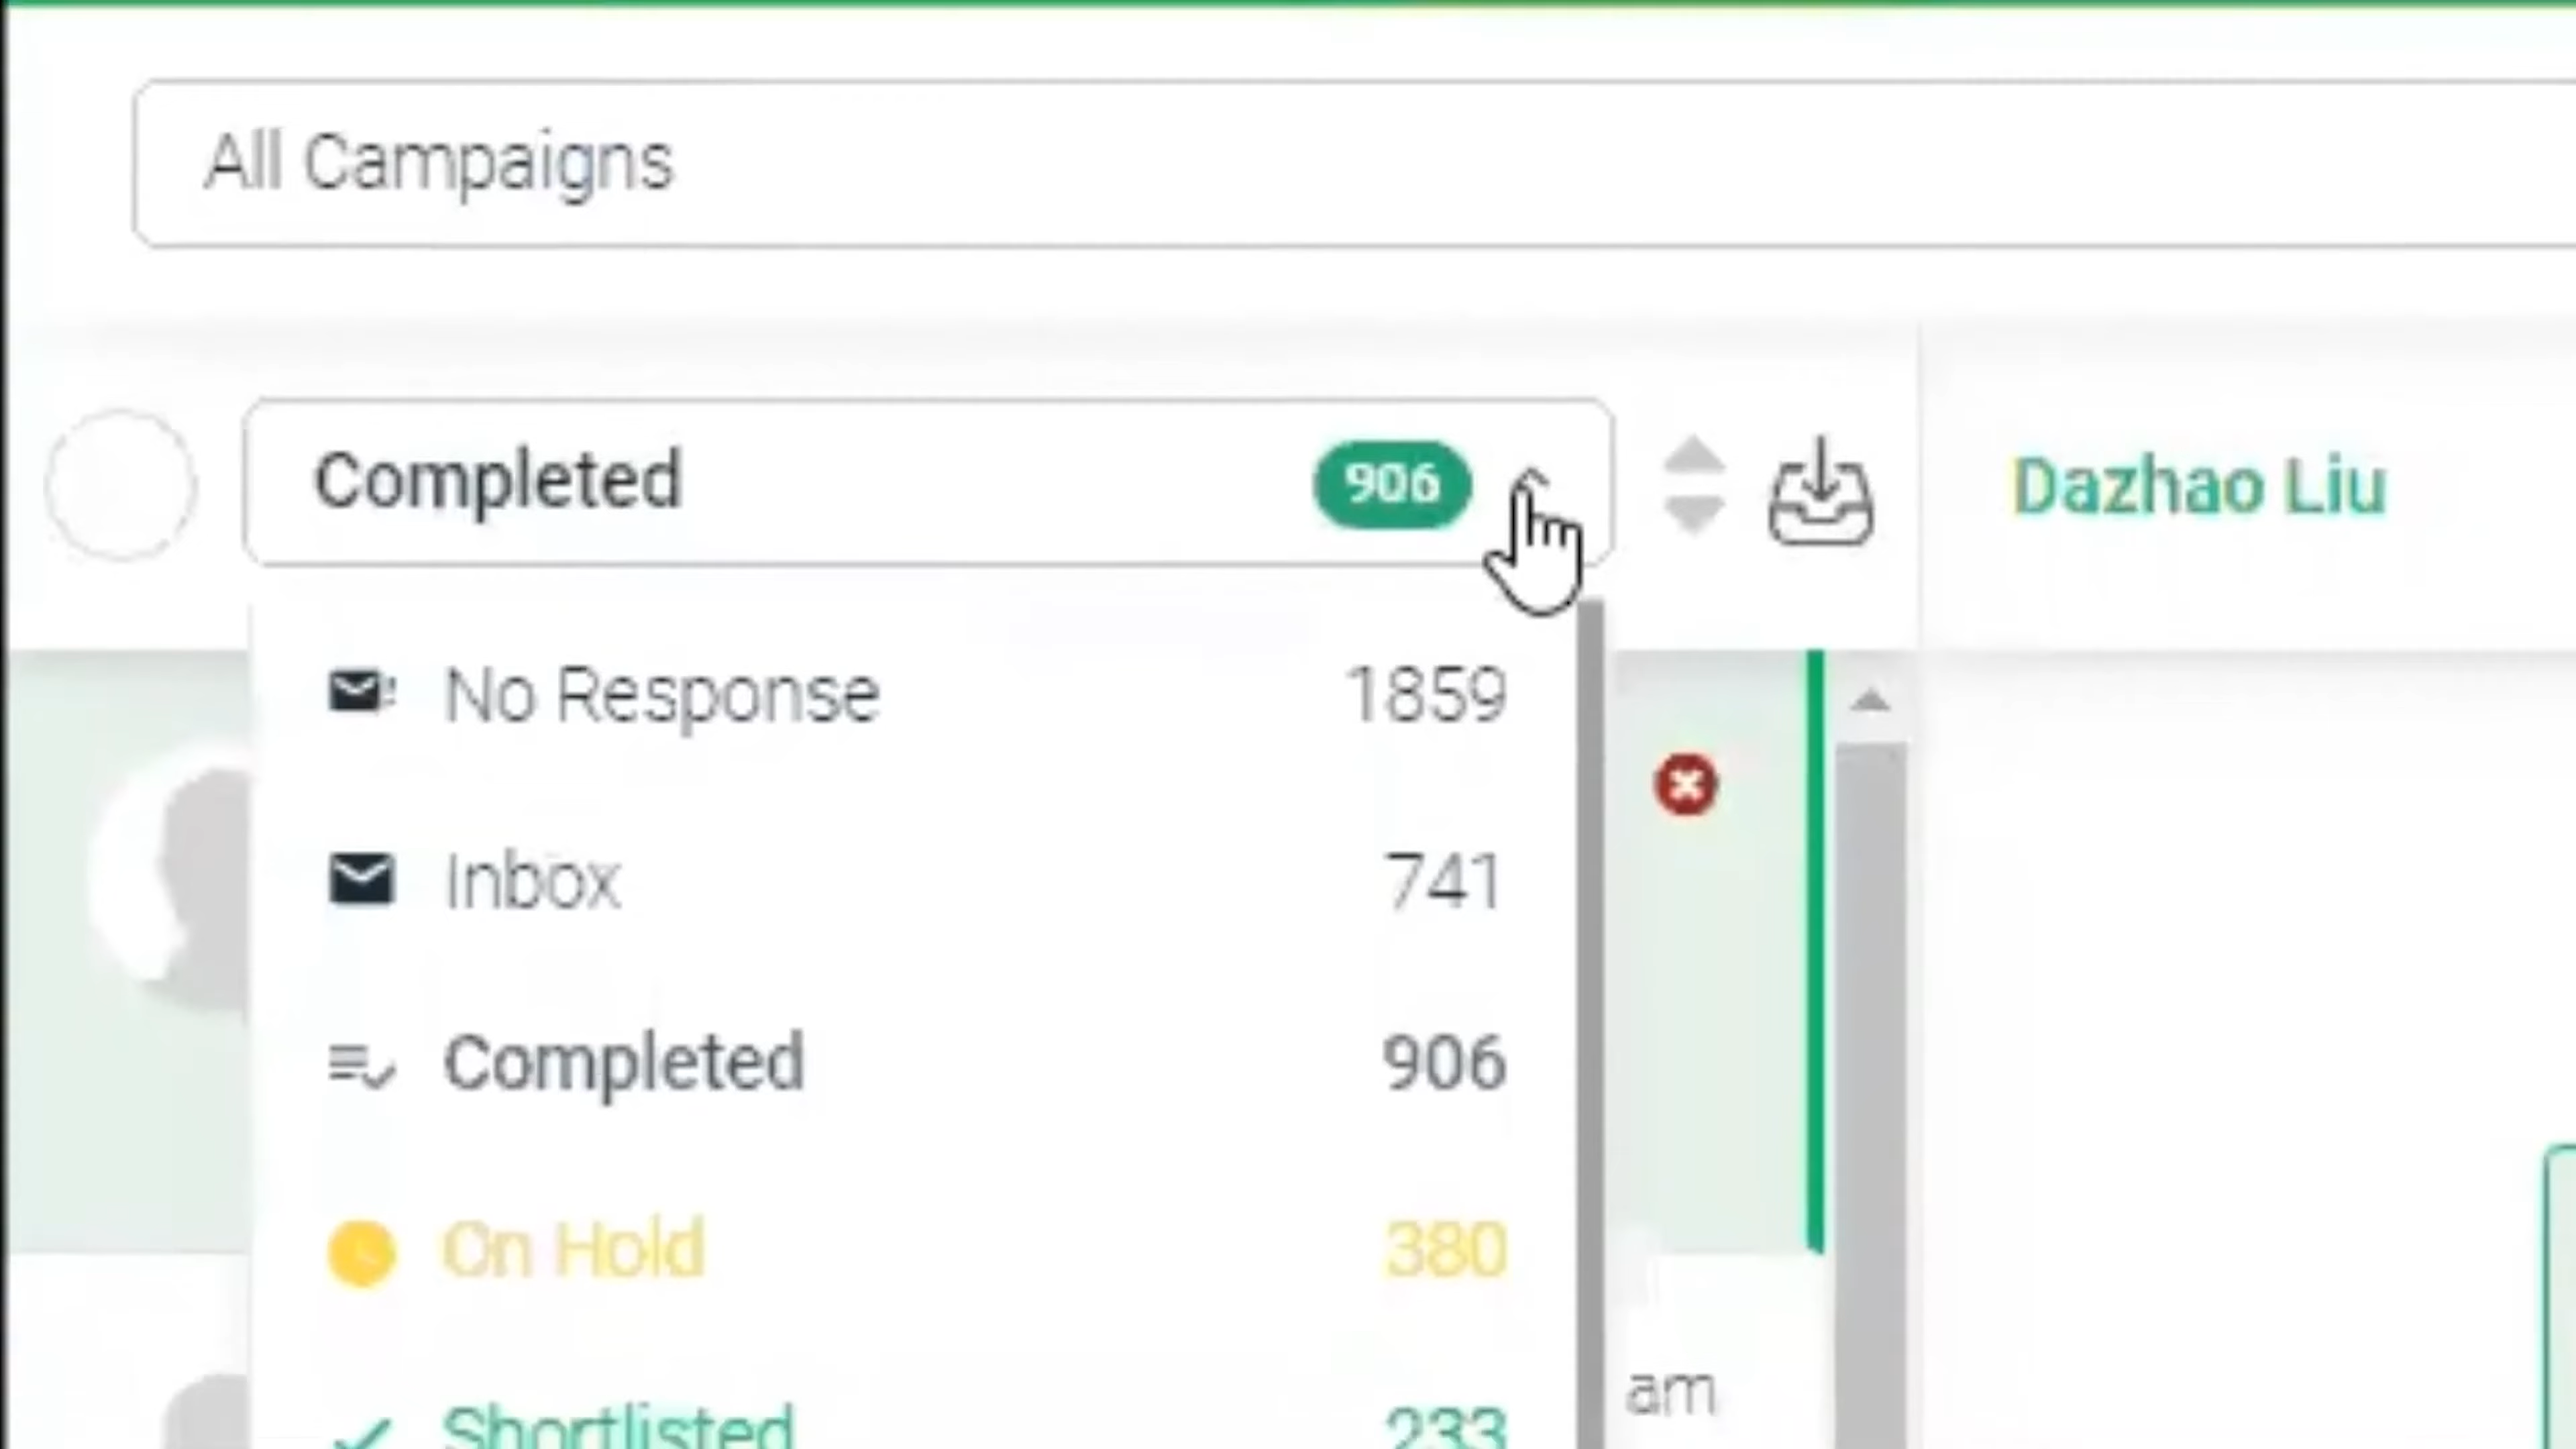 All Campaigns
Completed 906
Dazhao Liu
No Response 1859
Inbox 741
Completed 906
On Hold 380
am
Shortlisted 233